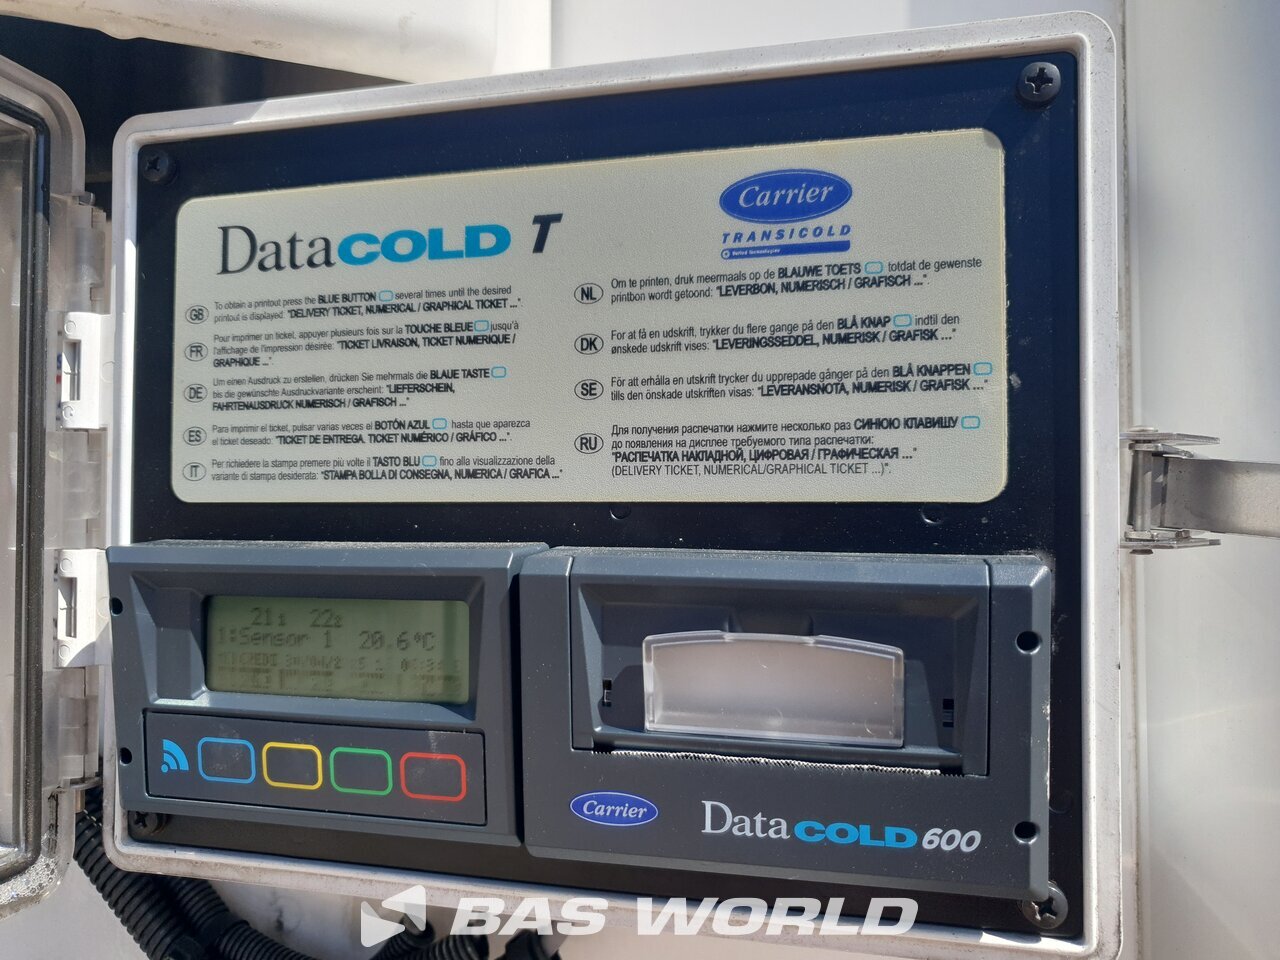 DataCOLD T
Carrier
TRANSICOLD
United Technologies
GB To obtain a printout press the BLUE BUTTON several times until the desired
printout is displayed: "DELIVERY TICKET, NUMERICAL / GRAPHICAL TICKET ...".
FR Pour imprimer un ticket, appuyer plusieurs fois sur la TOUCHE BLEUE jusqu'à
l'affichage de l'impression désirée: "TICKET LIVRAISON, TICKET NUMERIQUE /
GRAPHIQUE ...".
DE Um einen Ausdruck zu erstellen, drücken Sie mehrmals die BLAUE TASTE
bis die gewünschte Ausdruckvariante erscheint: "LIEFERSCHEIN,
FAHRTENAUSDRUCK NUMERISCH / GRAFISCH ...".
ES Para imprimir el ticket, pulsar varias veces el BOTÓN AZUL hasta que aparezca
el ticket deseado: "TICKET DE ENTREGA, TICKET NUMÉRICO / GRÁFICO ...".
IT Per richiedere la stampa premere più volte il TASTO BLU fino alla visualizzazione della
variante di stampa desiderata: "STAMPA BOLLA DI CONSEGNA, NUMERICA / GRAFICA ..."
NL Om te printen, druk meermaals op de BLAUWE TOETS totdat de gewenste
printbon wordt getoond: "LEVERBON, NUMERISCH / GRAFISCH ...".
DK For at få en udskrift, trykker du flere gange på den BLÅ KNAP indtil den
ønskede udskrift vises: "LEVERINGSSEDDEL, NUMERISK / GRAFISK ..."
SE För att erhålla en utskrift trycker du upprepade gånger på den BLÅ KNAPPEN
tills den önskade utskriften visas: "LEVERANSNOTA, NUMERISK / GRAFISK ..."
RU Для получения распечатки нажмите несколько раз СИНЮЮ КЛАВИШУ
до появления на дисплее требуемого типа распечатки:
"РАСПЕЧАТКА НАКЛАДНОЙ, ЦИФРОВАЯ / ГРАФИЧЕСКАЯ ..."
(DELIVERY TICKET, NUMERICAL/GRAPHICAL TICKET ...)".
21 22
1:Sensor 1 20.6°C
Carrier
DataCOLD 600
BAS WORLD